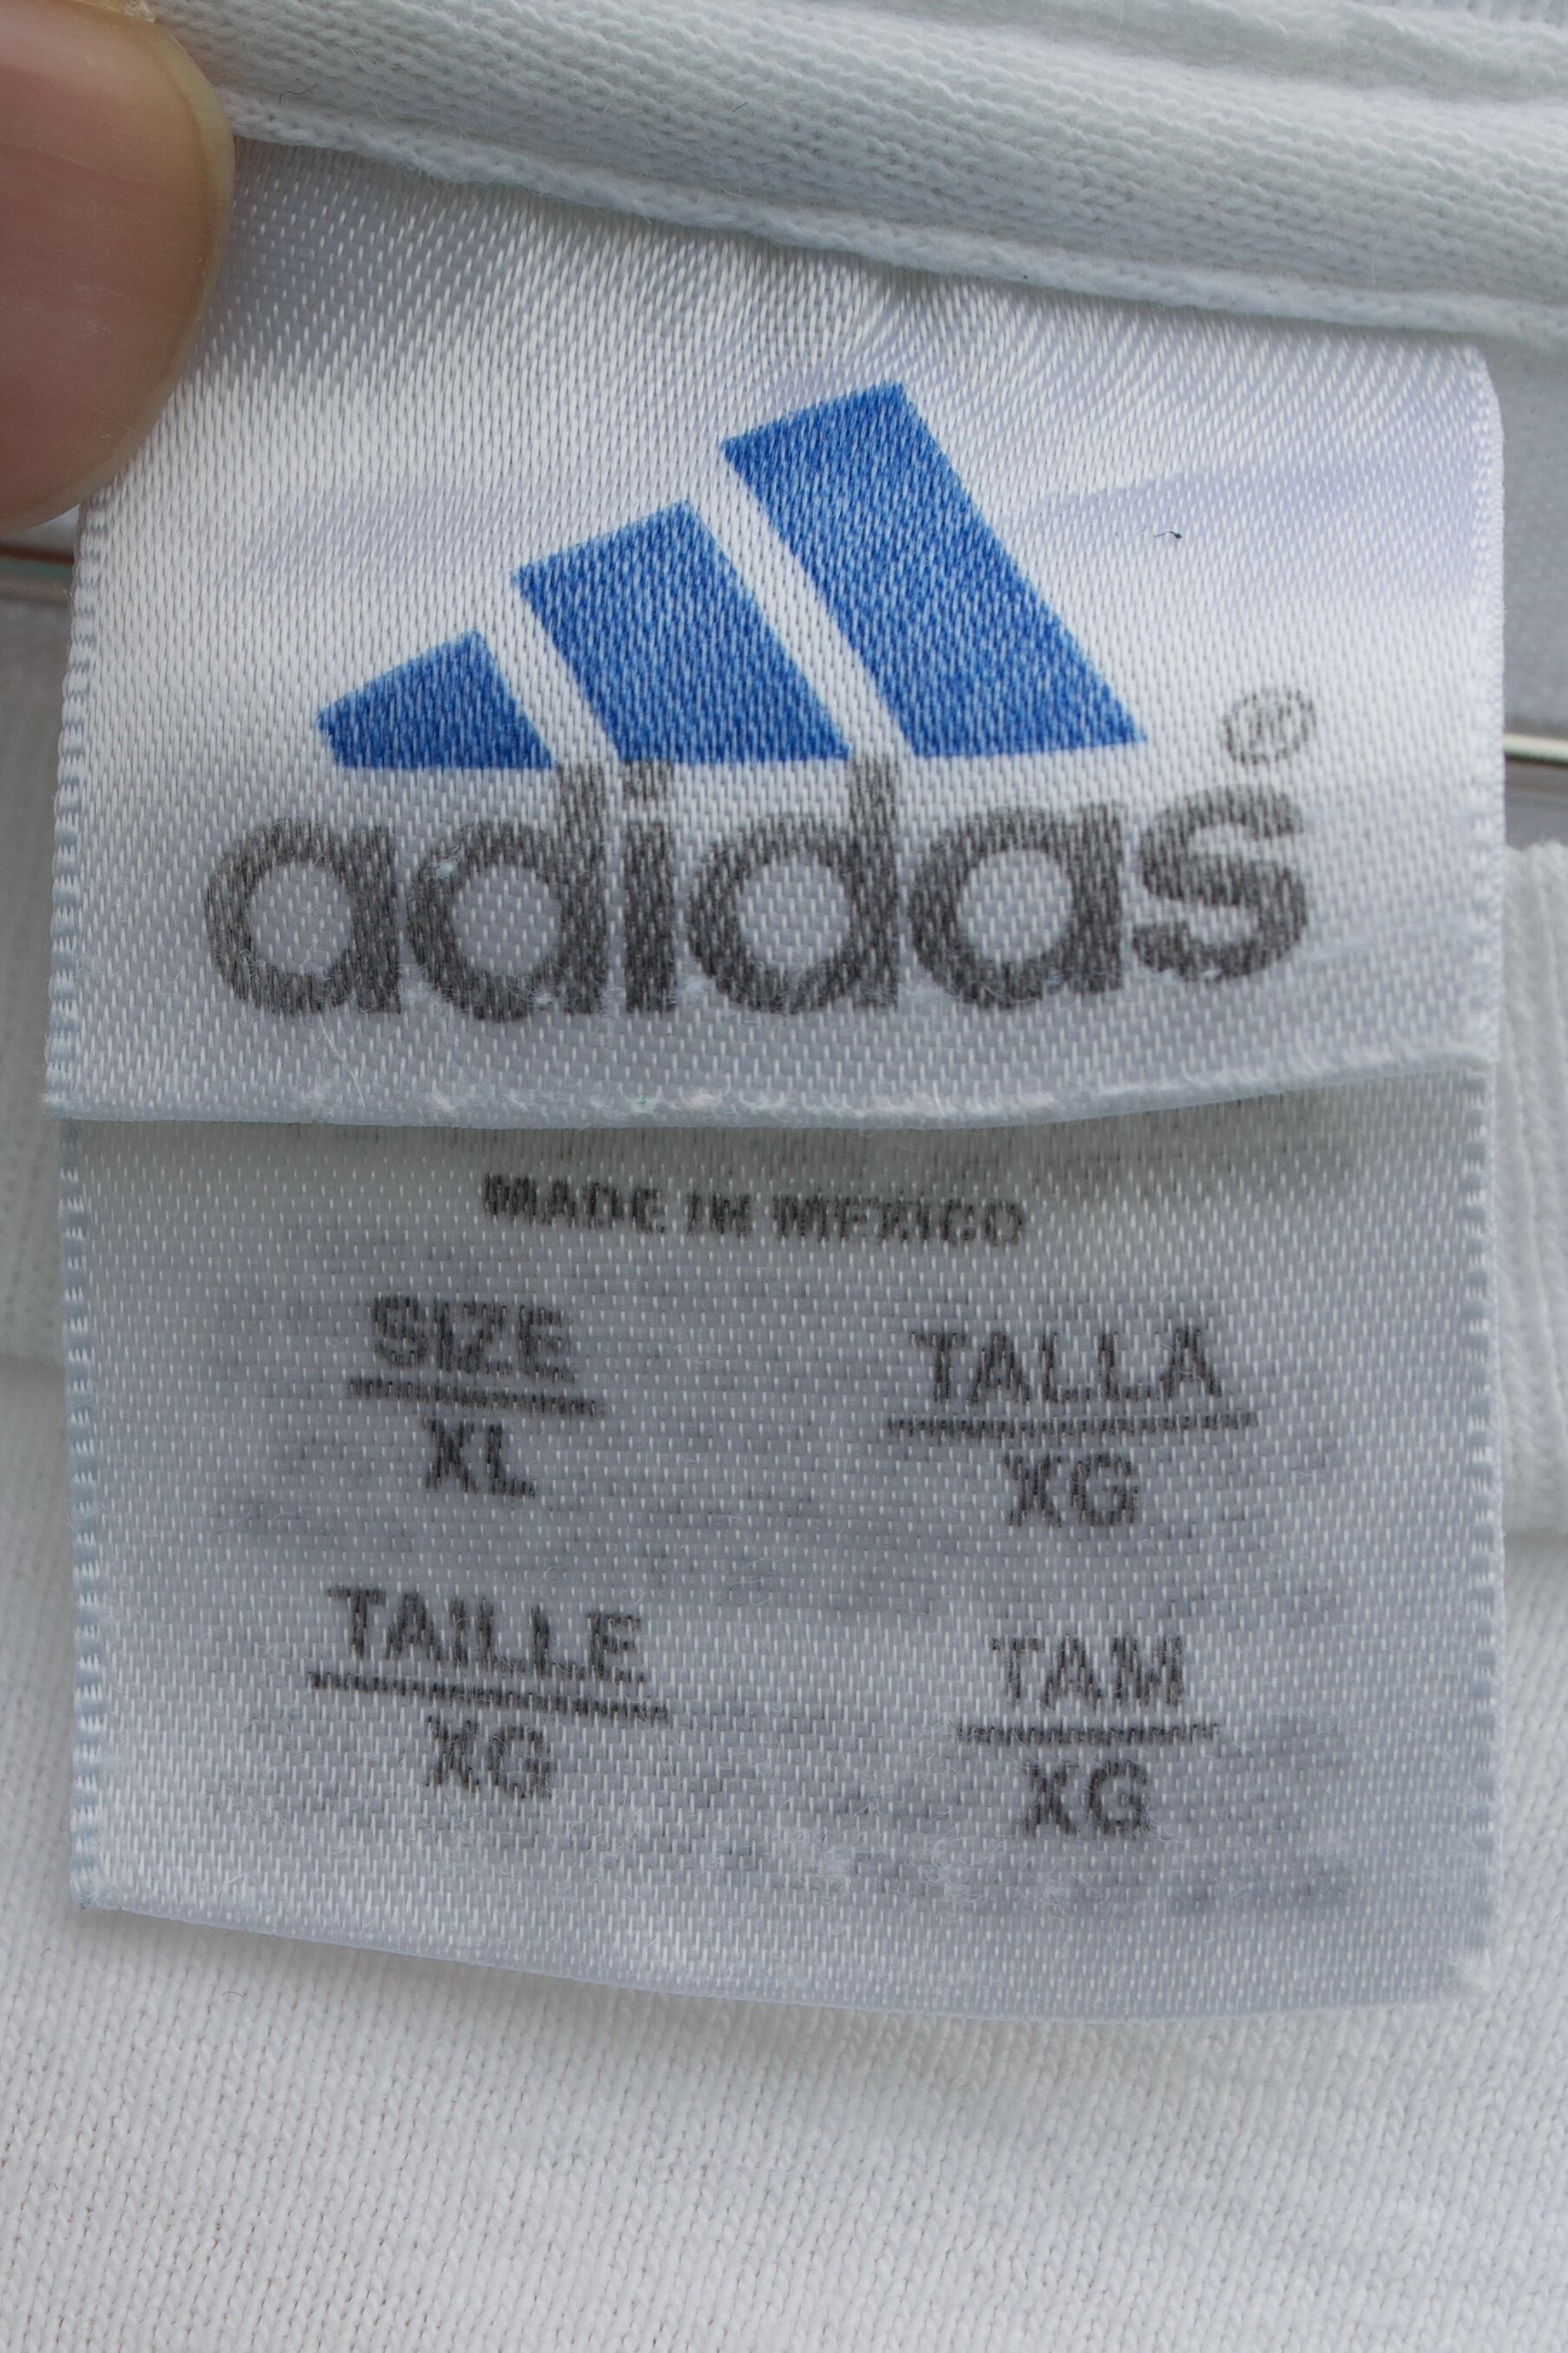 adidas®
MADE IN MEXICO
SIZE TALLA
XL XG
TAILLE TAM
XG XG